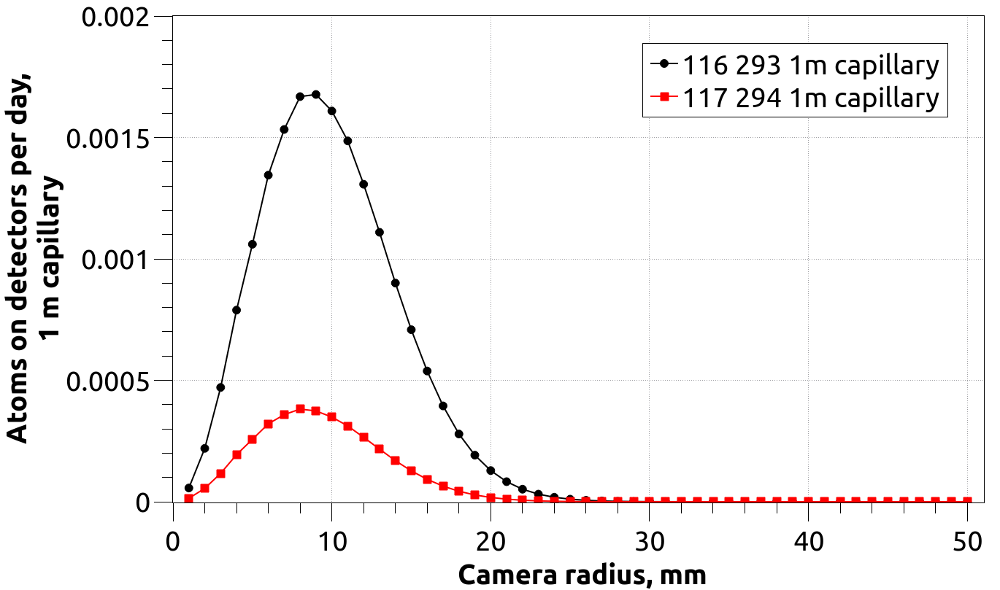 Atoms on detectors per day,
1 m capillary
0.002
0.0015
0.001
0.0005
0
116 293 1m capillary
117 294 1m capillary
0 10 20 30 40 50
Camera radius, mm